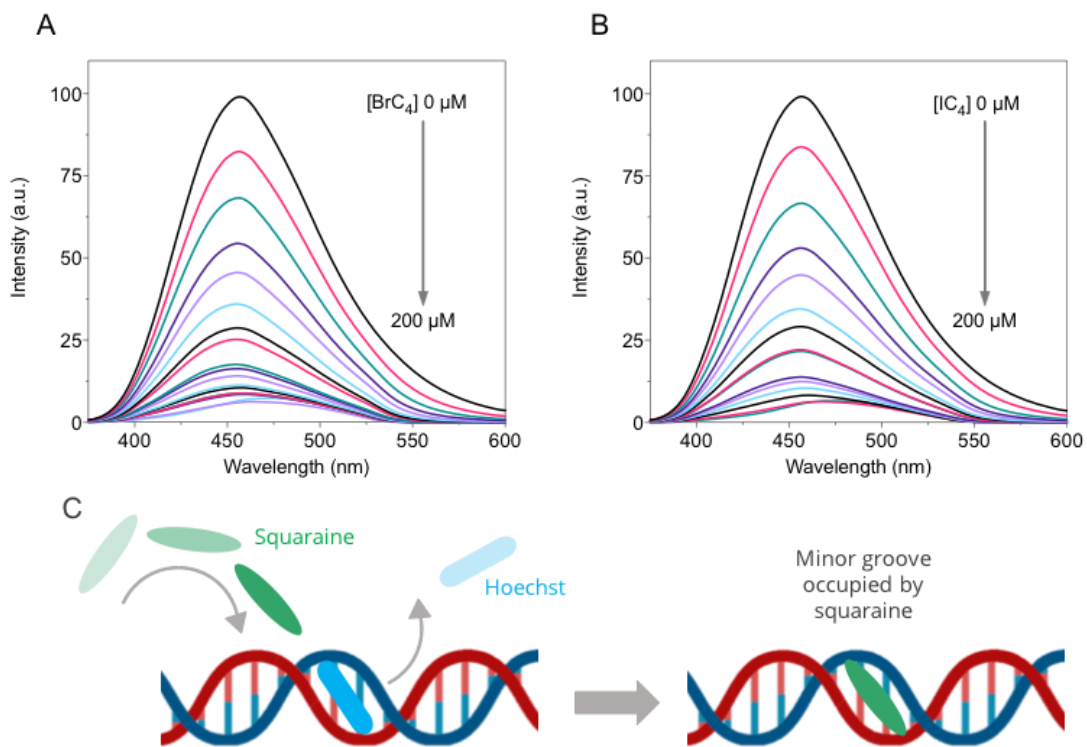 A
B
100
75
50
25
0
Intensity (a.u.)
[BrC₄] 0 µM
200 µM
400
450
500
550
600
Wavelength (nm)
100
75
50
25
0
Intensity (a.u.)
[IC₄] 0 µM
200 µM
400
450
500
550
600
Wavelength (nm)
C
Squaraine
Hoechst
Minor groove
occupied by
squaraine